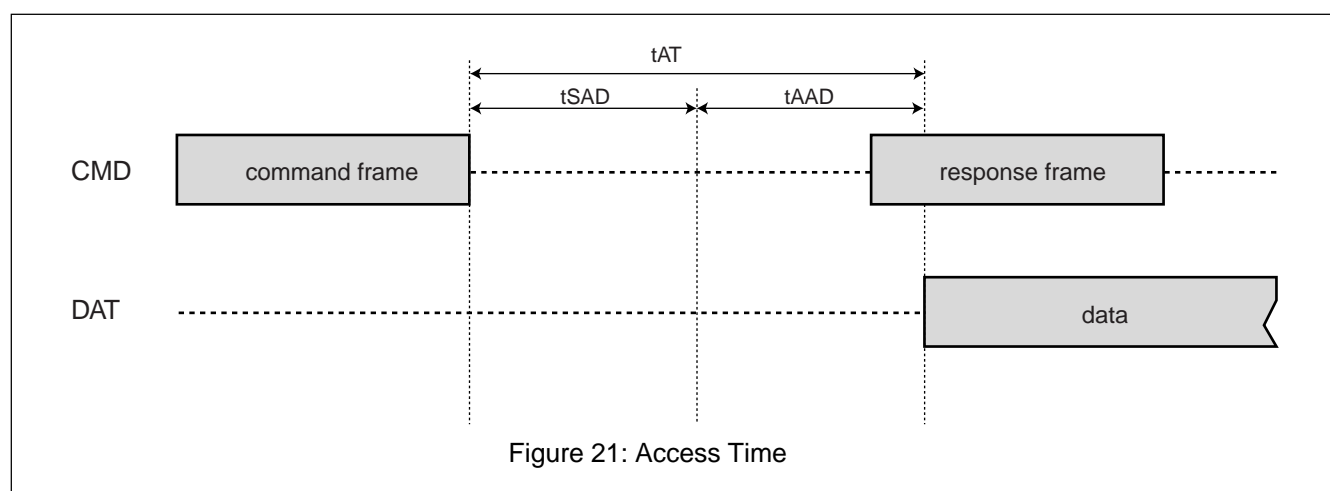 tAT
tSAD tAAD
CMD command frame response frame
DAT data
Figure 21: Access Time